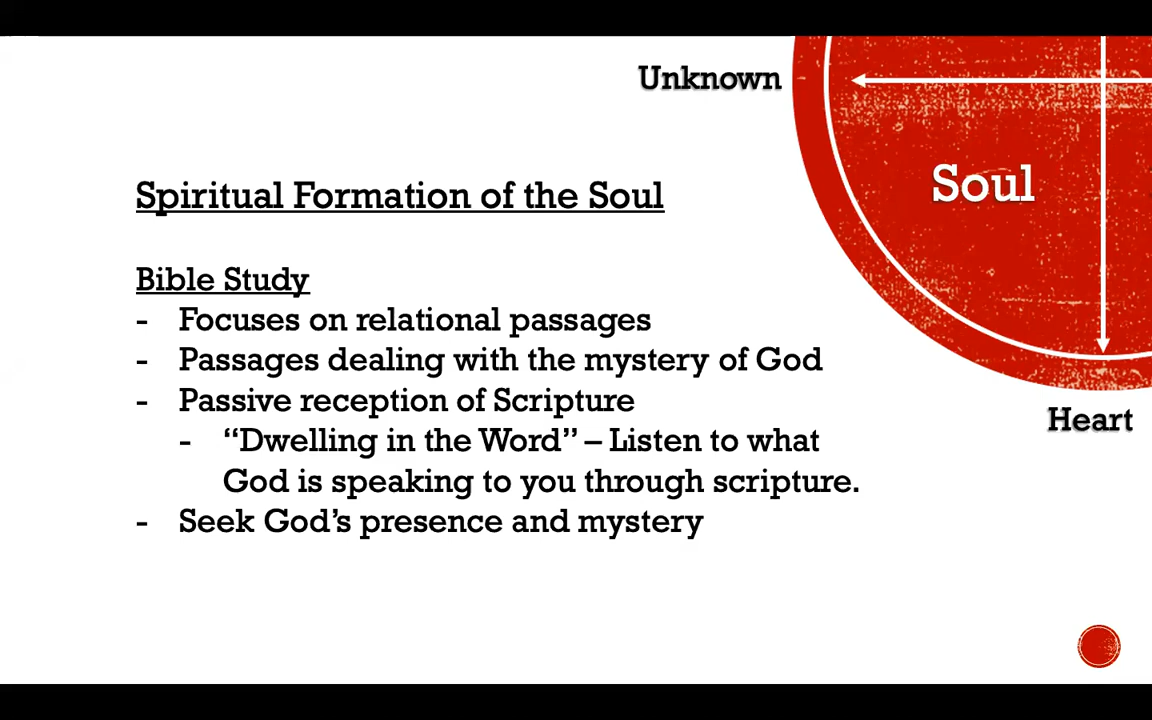 Unknown
Soul
Spiritual Formation of the Soul
Bible Study
- Focuses on relational passages
- Passages dealing with the mystery of God
- Passive reception of Scripture
Heart
- “Dwelling in the Word” – Listen to what
God is speaking to you through scripture.
- Seek God’s presence and mystery